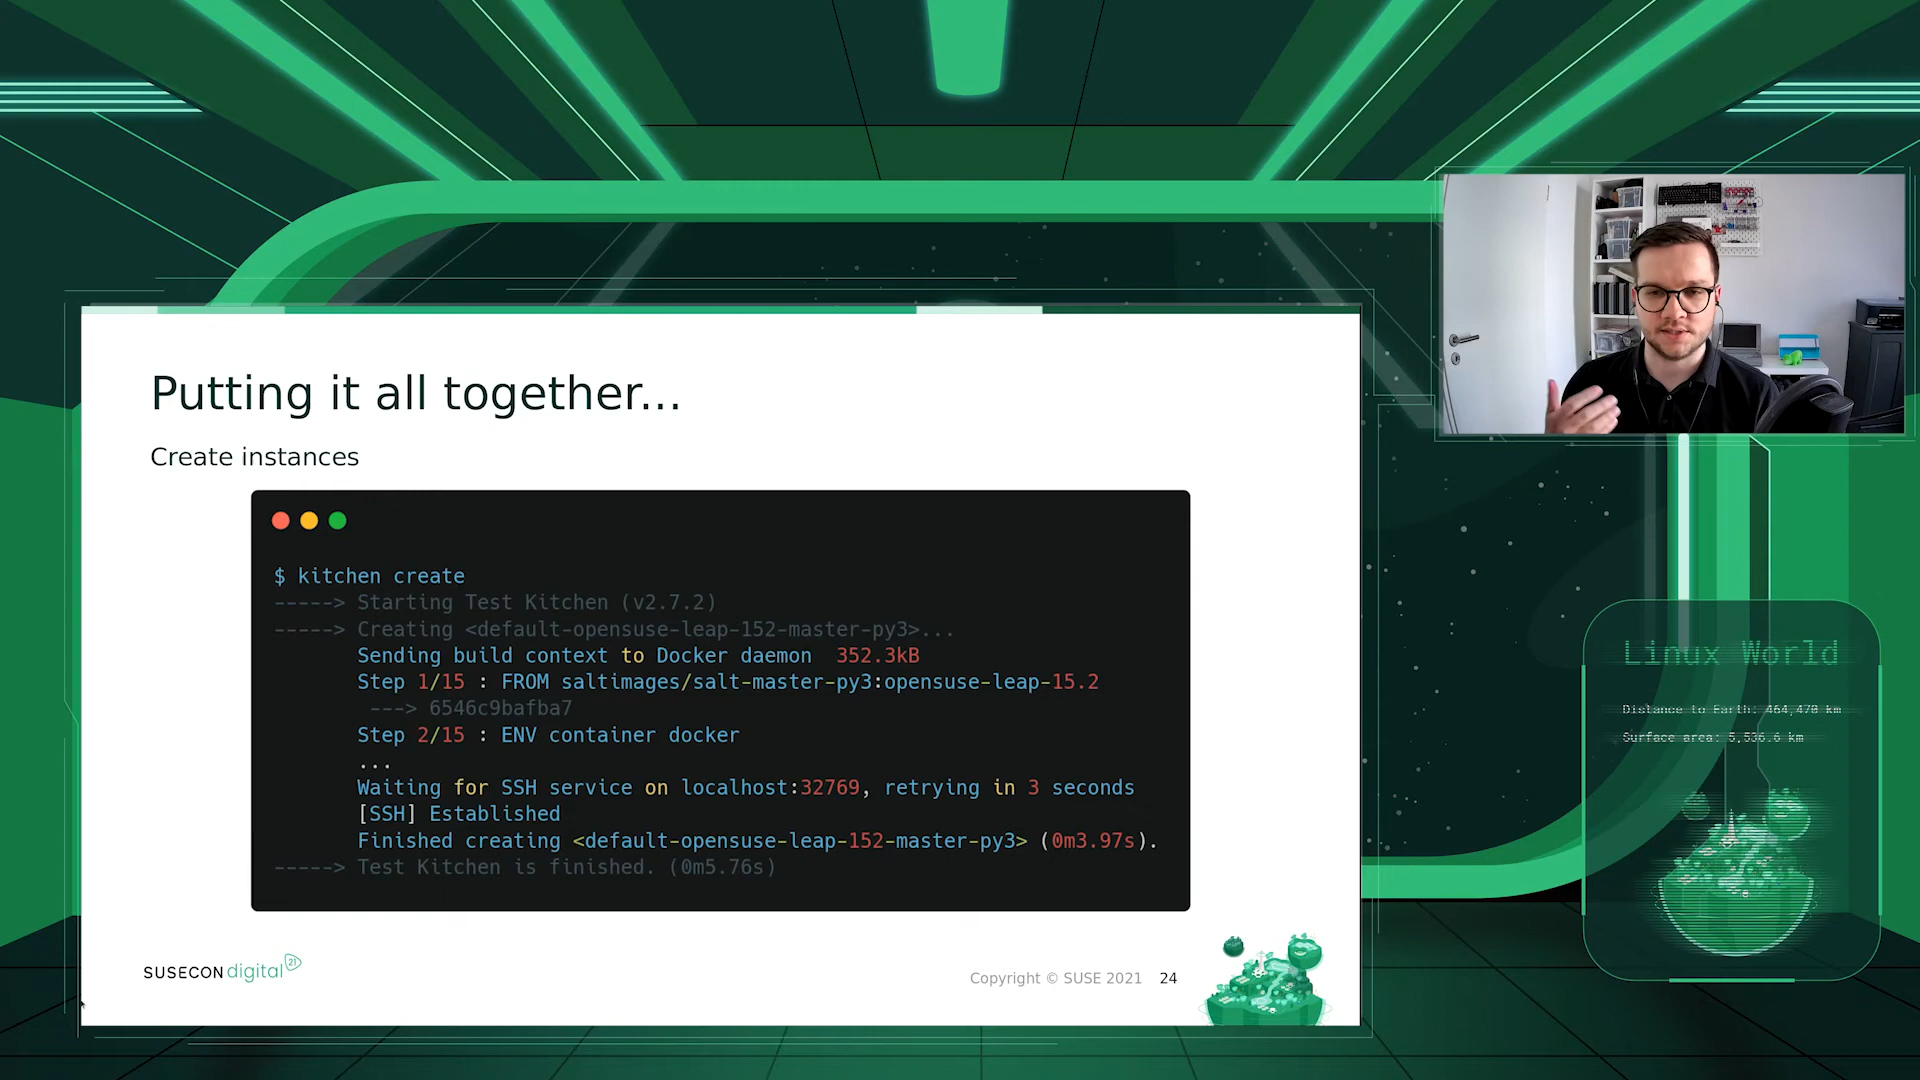 Putting it all together...
Create instances
$ kitchen create
-----> Starting Test Kitchen (v2.7.2)
-----> Creating <default-opensuse-leap-152-master-py3>...
Sending build context to Docker daemon  352.3kB
Step 1/15 : FROM saltimages/salt-master-py3:opensuse-leap-15.2
---> 6546c9bafba7
Step 2/15 : ENV container docker
...
Waiting for SSH service on localhost:32769, retrying in 3 seconds
[SSH] Established
Finished creating <default-opensuse-leap-152-master-py3> (0m3.97s).
-----> Test Kitchen is finished. (0m5.76s)
SUSECON digital 21
Copyright © SUSE 2021 24
Linux World
Distance to Earth: 464,470 km
Surface area: 5,536.6 km